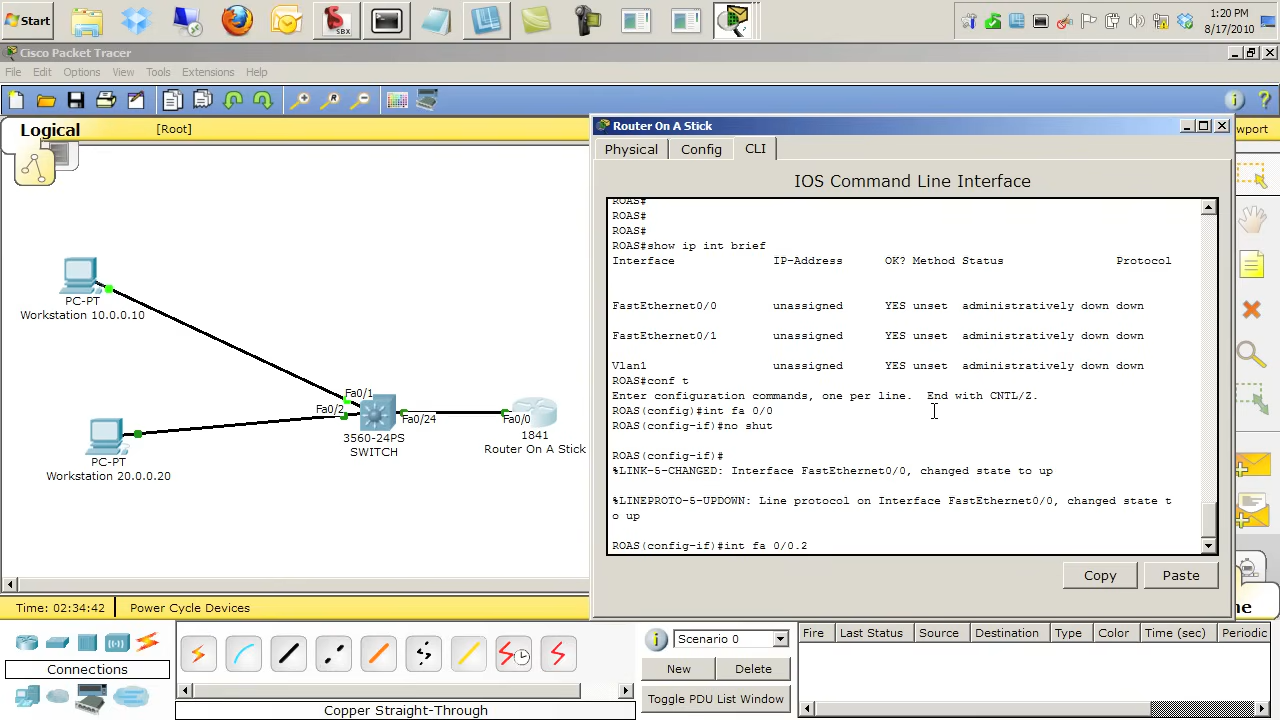 Start
SBX
1:20 PM
8/17/2010
Cisco Packet Tracer
File Edit Options View Tools Extensions Help
Logical
[Root]
Router On A Stick
wport
Physical
Config
CLI
IOS Command Line Interface
ROAS#
ROAS#
ROAS#
ROAS#show ip int brief
Interface IP-Address OK? Method Status Protocol
FastEthernet0/0 unassigned YES unset administratively down down
FastEthernet0/1 unassigned YES unset administratively down down
Vlan1 unassigned YES unset administratively down down
ROAS#conf t
Enter configuration commands, one per line. End with CNTL/Z.
ROAS(config)#int fa 0/0
ROAS(config-if)#no shut
ROAS(config-if)#
%LINK-5-CHANGED: Interface FastEthernet0/0, changed state to up
%LINEPROTO-5-UPDOWN: Line protocol on Interface FastEthernet0/0, changed state t
o up
ROAS(config-if)#int fa 0/0.2
Copy
Paste
PC-PT
Workstation 10.0.0.10
Fa0/1
Fa0/2
Fa0/24
Fa0/0
3560-24PS
SWITCH
1841
Router On A Stick
PC-PT
Workstation 20.0.0.20
Time: 02:34:42
Power Cycle Devices
ne
Connections
Copper Straight-Through
Scenario 0
New
Delete
Toggle PDU List Window
Fire Last Status Source Destination Type Color Time (sec) Periodic